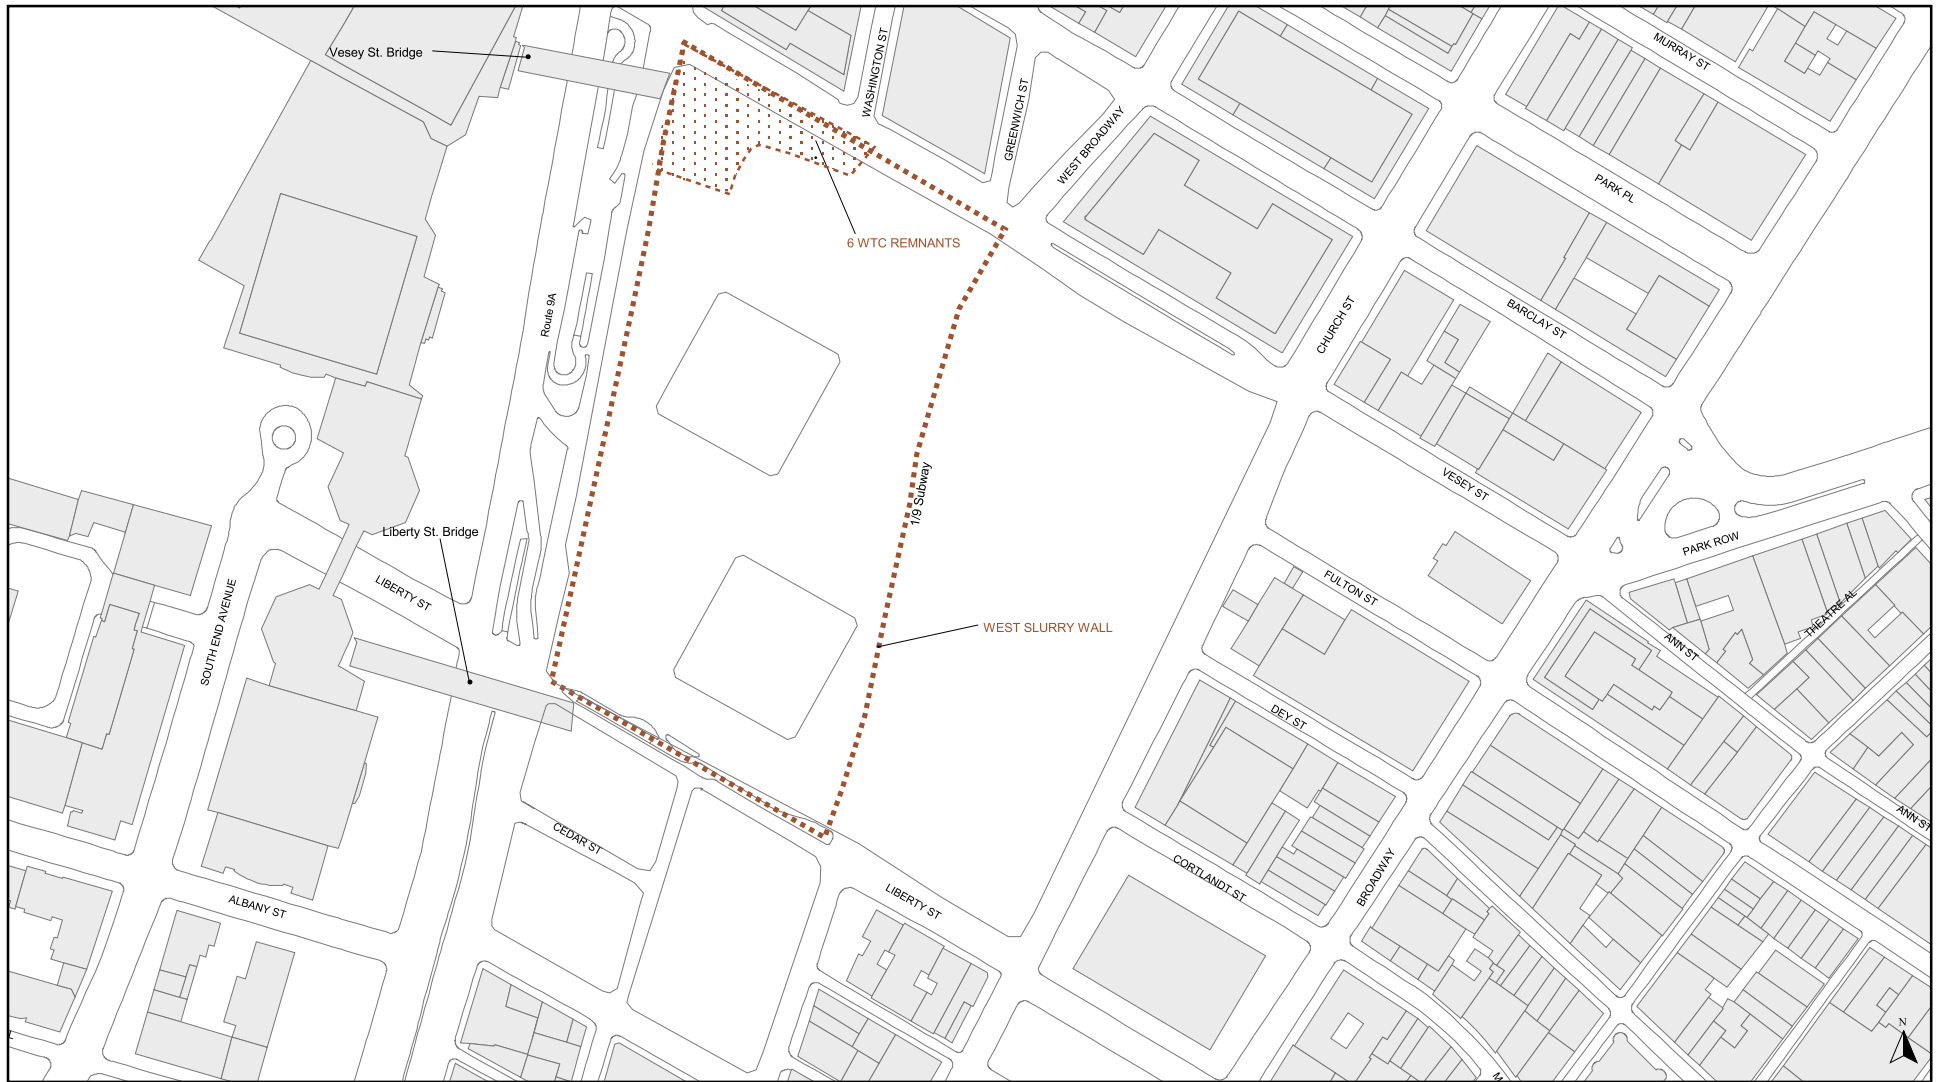 Vesey St. Bridge
WASHINGTON ST
GREENWICH ST
WEST BROADWAY
MURRAY ST
PARK PL
6 WTC REMNANTS
Route 9A
CHURCH ST
BARCLAY ST
VESEY ST
1/9 Subway
Liberty St. Bridge
LIBERTY ST
SOUTH END AVENUE
PARK ROW
FULTON ST
THEATRE AL
ANN ST
WEST SLURRY WALL
DEY ST
CEDAR ST
ANN ST
CORTLANDT ST
BROADWAY
LIBERTY ST
ALBANY ST
N